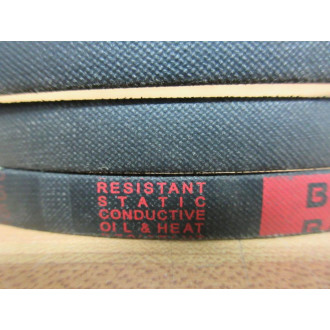 RESISTANT
STATIC
CONDUCTIVE
OIL & HEAT
B